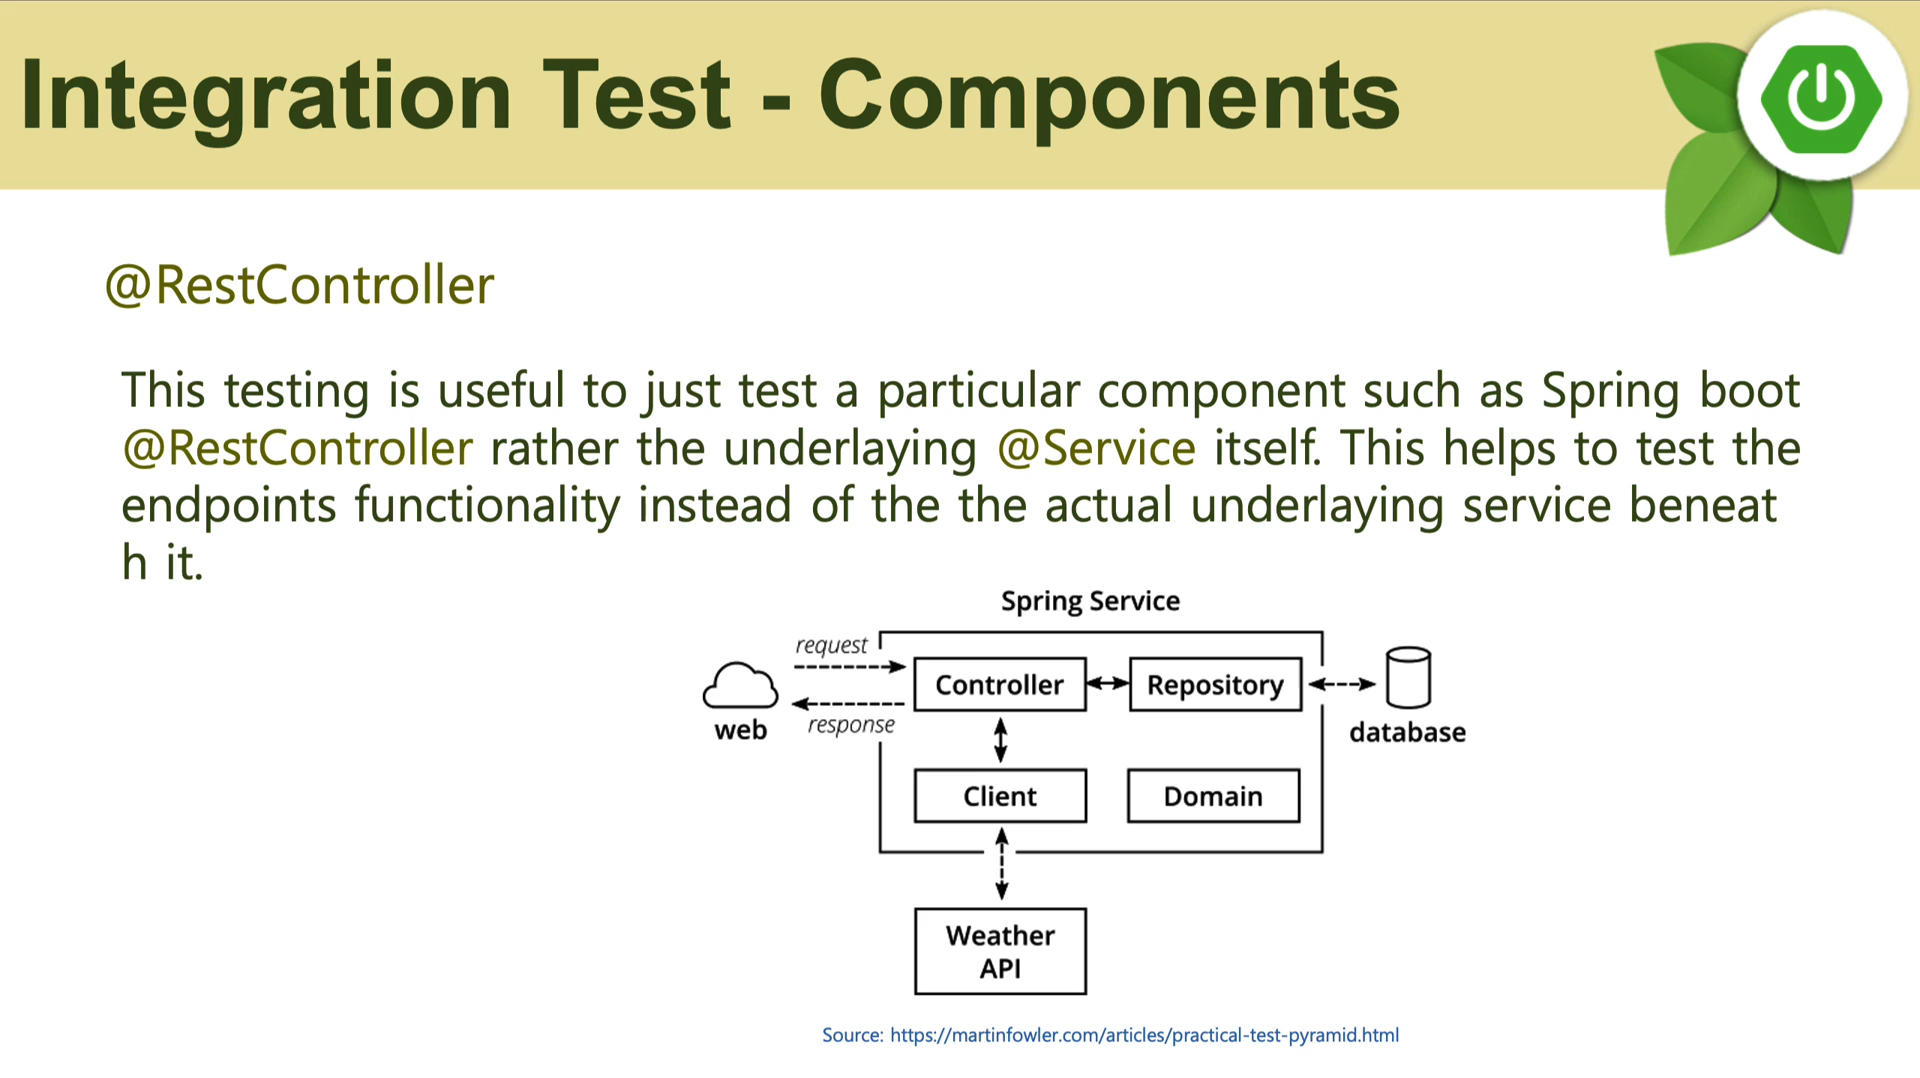 Integration Test - Components
@RestController
This testing is useful to just test a particular component such as Spring boot
@RestController rather the underlaying @Service itself. This helps to test the
endpoints functionality instead of the the actual underlaying service beneat
h it.
Spring Service
request
Controller
Repository
web
response
database
Client
Domain
Weather
API
Source: https://martinfowler.com/articles/practical-test-pyramid.html